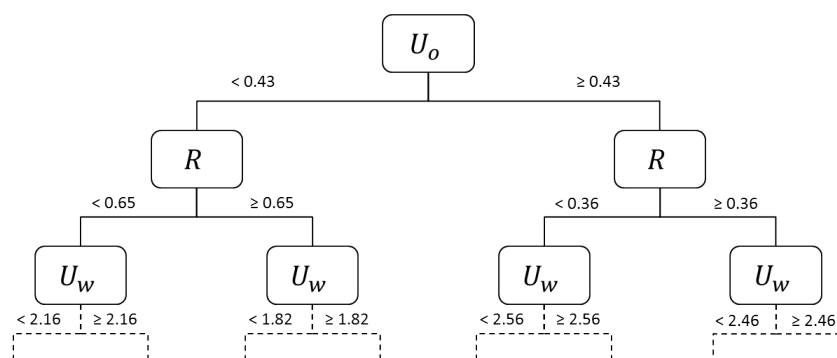 U_o
< 0.43 ≥ 0.43
R R
< 0.65 ≥ 0.65 < 0.36 ≥ 0.36
U_w U_w U_w U_w
< 2.16 ≥ 2.16 < 1.82 ≥ 1.82 < 2.56 ≥ 2.56 < 2.46 ≥ 2.46